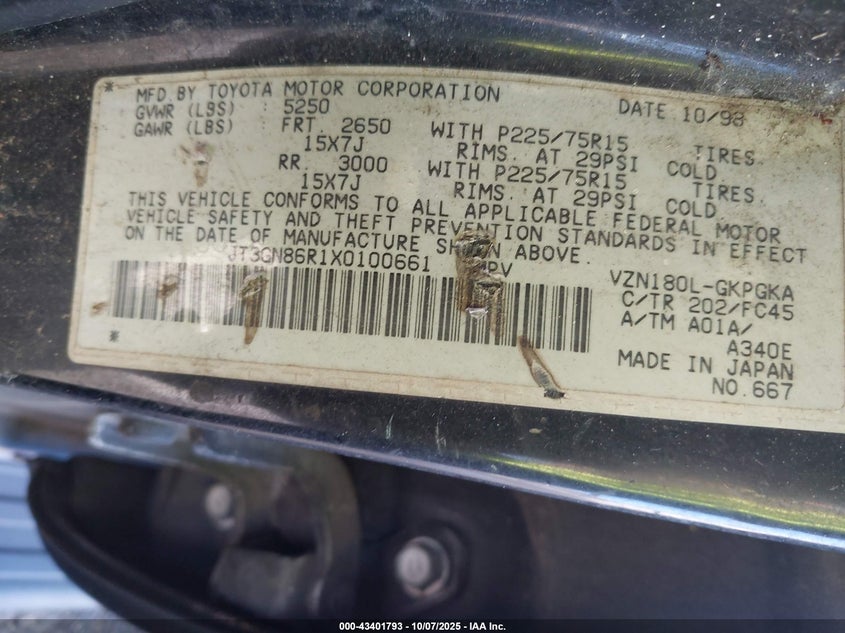 * MFD. BY TOYOTA MOTOR CORPORATION DATE 10/98
GVWR (LBS) 5250
GAWR (LBS) FRT. 2650 WITH P225/75R15 TIRES
15X7J RIMS. AT 29PSI COLD
RR. 3000 WITH P225/75R15 TIRES
15X7J RIMS. AT 29PSI COLD.
THIS VEHICLE CONFORMS TO ALL APPLICABLE FEDERAL MOTOR
VEHICLE SAFETY AND THEFT PREVENTION STANDARDS IN EFFECT
ON THE DATE OF MANUFACTURE SHOWN ABOVE.
JT3GN86R1X0100661 MPV VZN180L-GKPGKA
C/TR 202/FC45
A/TM A01A/
A340E
* MADE IN JAPAN
NO.667
000-43401793 - 10/07/2025 - IAA Inc.